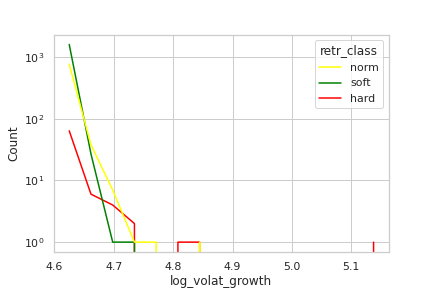 retr_class
norm
soft
hard
10³
10²
10¹
10⁰
Count
4.6 4.7 4.8 4.9 5.0 5.1
log_volat_growth